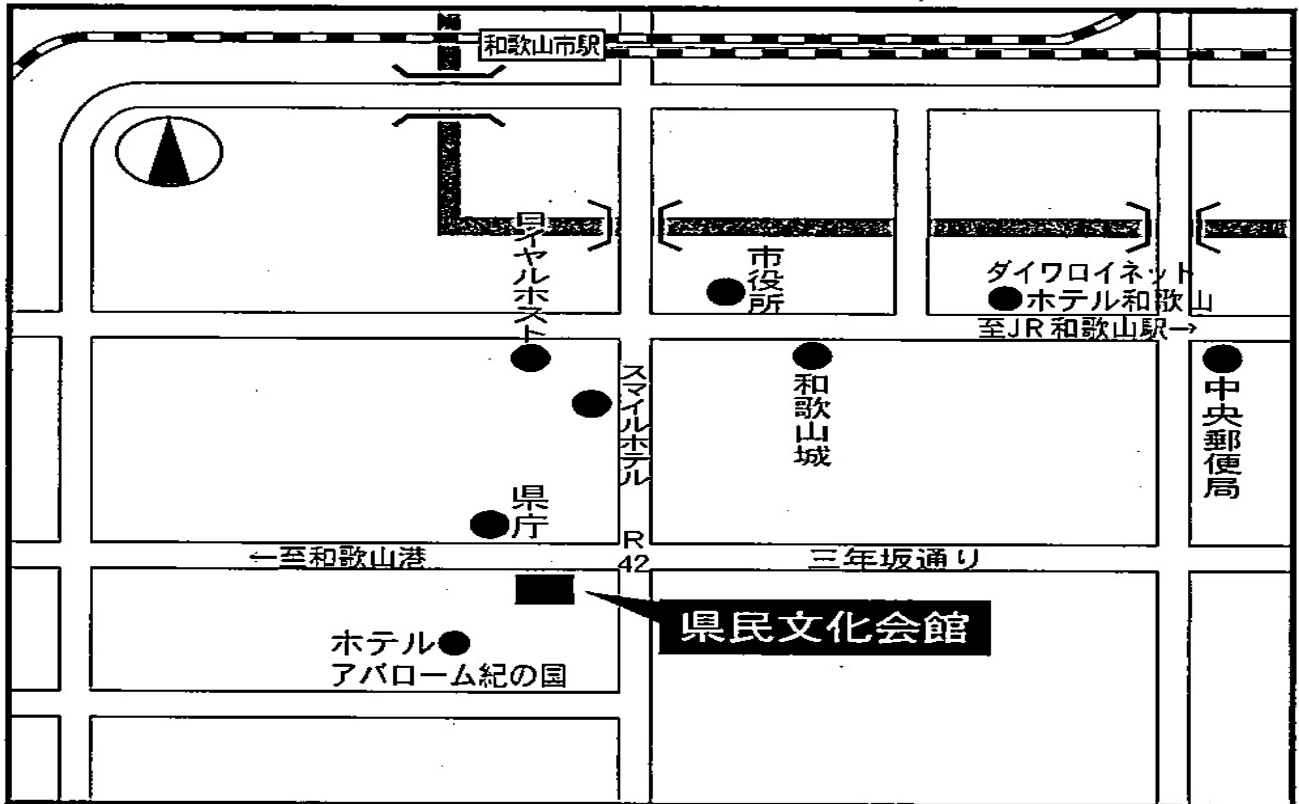 和歌山市駅
ロイヤルホスト
市役所
ダイワロイネット
ホテル和歌山
至JR和歌山駅→
スマイルホテル
和歌山城
中央郵便局
県庁
←至和歌山港
R
42
三年坂通り
県民文化会館
ホテル
アバローム紀の国